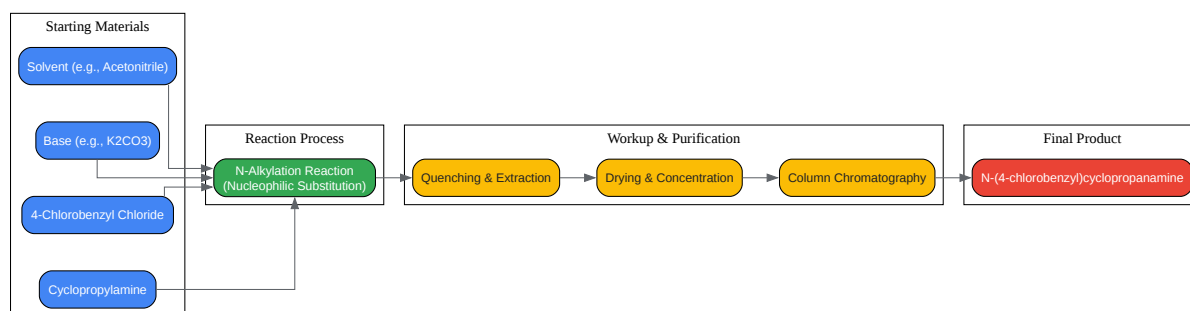 Starting Materials
Solvent (e.g., Acetonitrile)
Base (e.g., K2CO3)
4-Chlorobenzyl Chloride
Cyclopropylamine
Reaction Process
N-Alkylation Reaction
(Nucleophilic Substitution)
Workup & Purification
Quenching & Extraction
Drying & Concentration
Column Chromatography
Final Product
N-(4-chlorobenzyl)cyclopropanamine